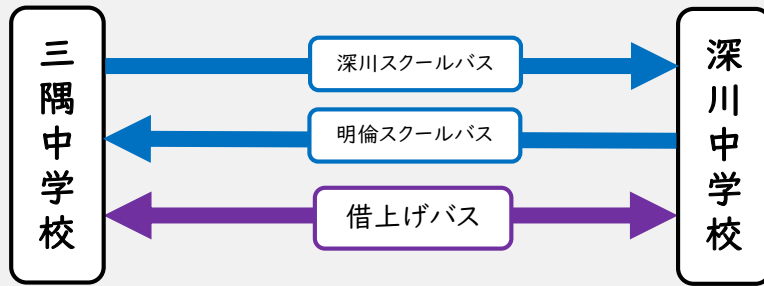 三隅中学校
深川スクールバス
明倫スクールバス
借上げバス
深川中学校